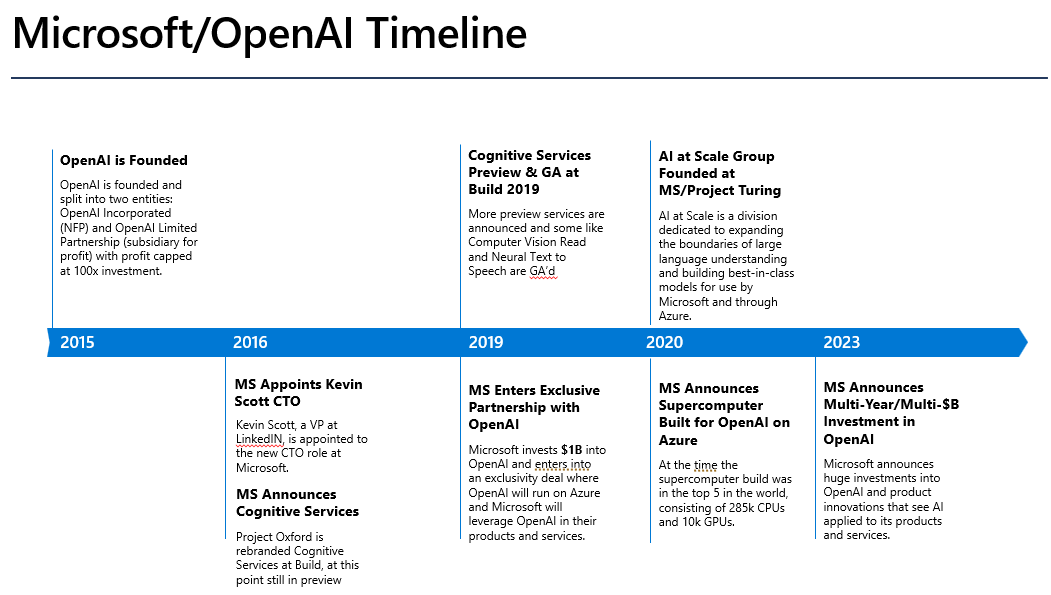 Microsoft/OpenAI Timeline
OpenAI is Founded
OpenAI is founded and
split into two entities:
OpenAI Incorporated
(NFP) and OpenAI Limited
Partnership (subsidiary for
profit) with profit capped
at 100x investment.
Cognitive Services
Preview & GA at
Build 2019
More preview services are
announced and some like
Computer Vision Read
and Neural Text to
Speech are GA'd
AI at Scale Group
Founded at
MS/Project Turing
AI at Scale is a division
dedicated to expanding
the boundaries of large
language understanding
and building best-in-class
models for use by
Microsoft and through
Azure.
2015
2016
2019
2020
2023
MS Appoints Kevin
Scott CTO
Kevin Scott, a VP at
LinkedIN, is appointed to
the new CTO role at
Microsoft.
MS Announces
Cognitive Services
Project Oxford is
rebranded Cognitive
Services at Build, at this
point still in preview
MS Enters Exclusive
Partnership with
OpenAI
Microsoft invests $1B into
OpenAI and enters into
an exclusivity deal where
OpenAI will run on Azure
and Microsoft will
leverage OpenAI in their
products and services.
MS Announces
Supercomputer
Built for OpenAI on
Azure
At the time the
supercomputer build was
in the top 5 in the world,
consisting of 285k CPUs
and 10k GPUs.
MS Announces
Multi-Year/Multi-$B
Investment in
OpenAI
Microsoft announces
huge investments into
OpenAI and product
innovations that see AI
applied to its products
and services.